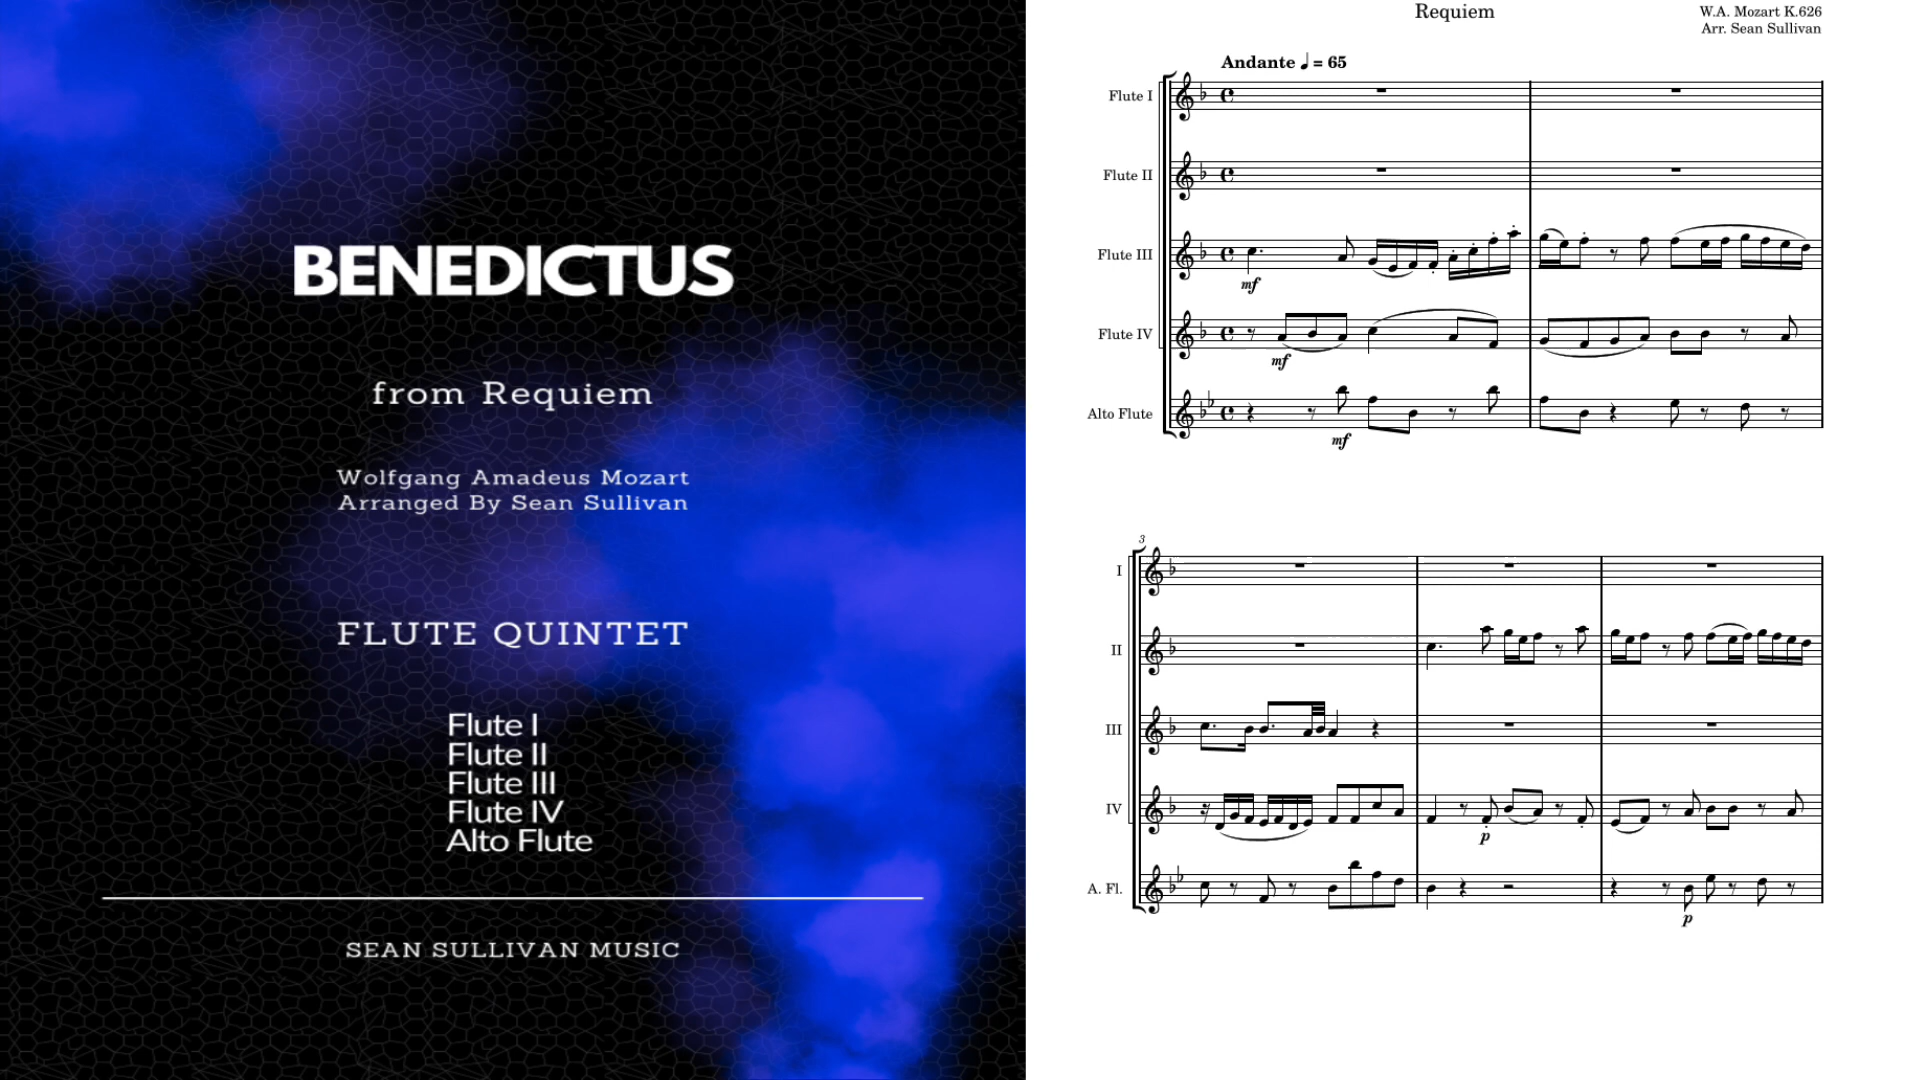 BENEDICTUS
from Requiem
Wolfgang Amadeus Mozart
Arranged By Sean Sullivan
FLUTE QUINTET
Flute I
Flute II
Flute III
Flute IV
Alto Flute
SEAN SULLIVAN MUSIC
Requiem
W.A. Mozart K.626
Arr. Sean Sullivan
Andante ♩ = 65
Flute I
Flute II
Flute III
mf
Flute IV
mf
Alto Flute
mf
3
I
II
III
IV
p
A. Fl.
p